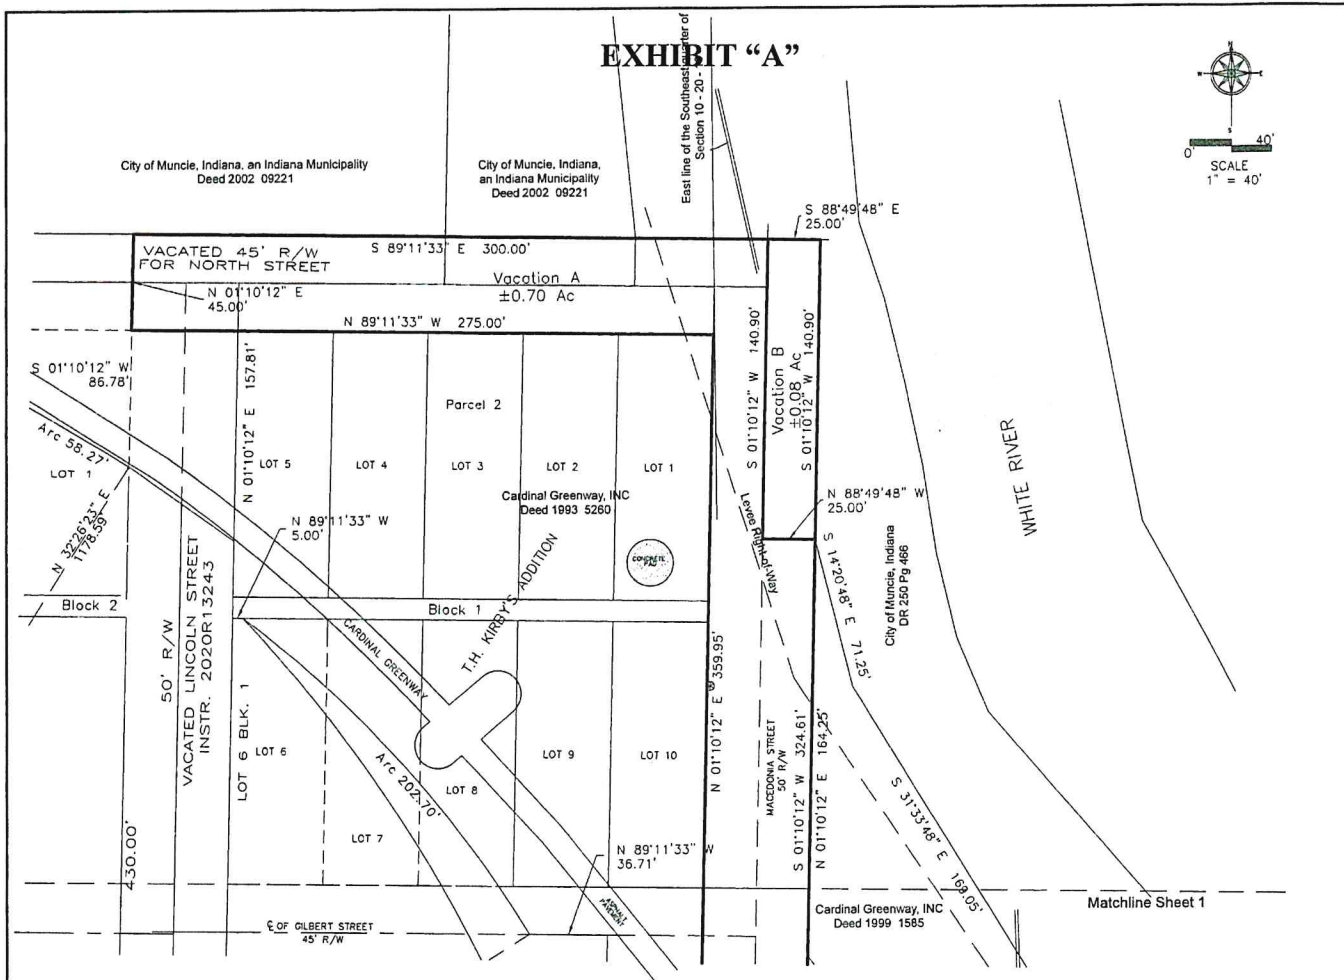 EXHIBIT “A”
East line of the Southeast quarter of
Section 10 - 20 -
N
W
E
S
0'
40'
SCALE
1" = 40'
City of Muncie, Indiana, an Indiana Municipality
Deed 2002 09221
City of Muncie, Indiana,
an Indiana Municipality
Deed 2002 09221
S 88°49'48" E
25.00'
VACATED 45' R/W
FOR NORTH STREET
S 89°11'33" E 300.00'
Vacation A
±0.70 Ac
N 01°10'12" E
45.00'
N 89°11'33" W 275.00'
S 01°10'12" W
86.78'
N 01°10'12" E 157.81'
S 01°10'12" W 140.90'
Vacation B
±0.08 Ac
S 01°10'12" W 140.90'
Parcel 2
Arc 58.27'
LOT 1
LOT 5
LOT 4
LOT 3
LOT 2
LOT 1
Cardinal Greenway, INC
Deed 1993 5260
N 88°49'48" W
25.00'
WHITE RIVER
N 32°26'23" E
1178.59'
N 89°11'33" W
5.00'
CONCRETE
PAD
Levee Right-of-Way
S 14°20'48" E 71.25'
City of Muncie, Indiana
DR 250 Pg 466
Block 2
Block 1
50' R/W
VACATED LINCOLN STREET
INSTR. 2020R13243
CARDINAL GREENWAY
T.H. KIRBY'S ADDITION
N 01°10'12" E 359.95'
LOT 6 BLK. 1
LOT 6
Arc 202.70'
LOT 8
LOT 9
LOT 10
LOT 7
MACEDONIA STREET
50' R/W
S 01°10'12" W 324.61'
N 01°10'12" E 164.25'
S 31°33'48" E 169.05'
430.00'
N 89°11'33" W
36.71'
ASPHALT
PAVEMENT
Cardinal Greenway, INC
Deed 1999 1585
Matchline Sheet 1
℄ OF GILBERT STREET
45' R/W